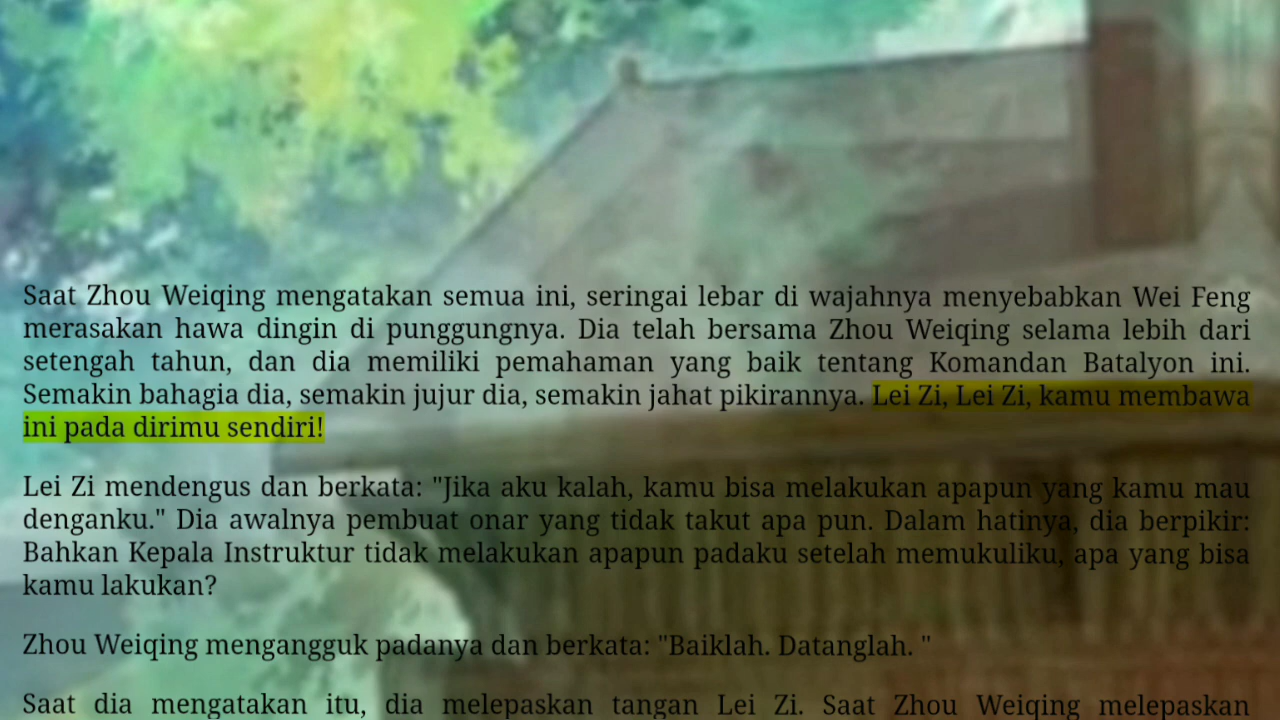 Saat Zhou Weiqing mengatakan semua ini, seringai lebar di wajahnya menyebabkan Wei Feng
merasakan hawa dingin di punggungnya. Dia telah bersama Zhou Weiqing selama lebih dari
setengah tahun, dan dia memiliki pemahaman yang baik tentang Komandan Batalyon ini.
Semakin bahagia dia, semakin jujur dia, semakin jahat pikirannya. Lei Zi, Lei Zi, kamu membawa
ini pada dirimu sendiri!
Lei Zi mendengus dan berkata: "Jika aku kalah, kamu bisa melakukan apapun yang kamu mau
denganku." Dia awalnya pembuat onar yang tidak takut apa pun. Dalam hatinya, dia berpikir:
Bahkan Kepala Instruktur tidak melakukan apapun padaku setelah memukuliku, apa yang bisa
kamu lakukan?
Zhou Weiqing mengangguk padanya dan berkata: "Baiklah. Datanglah. "
Saat dia mengatakan itu, dia melepaskan tangan Lei Zi. Saat Zhou Weiqing melepaskan